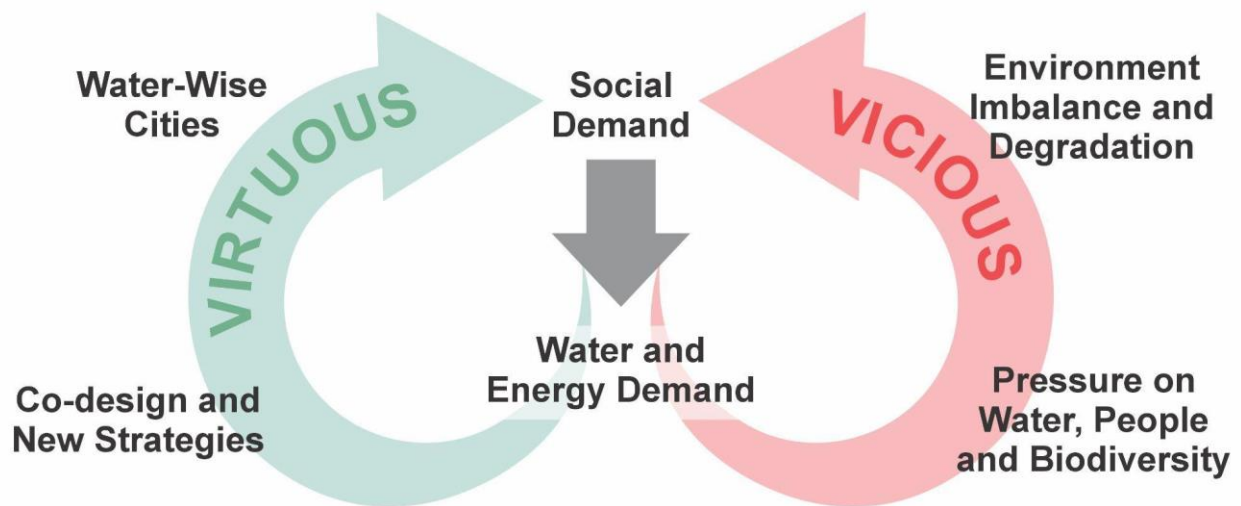 Water-Wise
Cities
VIRTUOUS
Social
Demand
VICIOUS
Environment
Imbalance and
Degradation
Water and
Energy Demand
Co-design and
New Strategies
Pressure on
Water, People
and Biodiversity